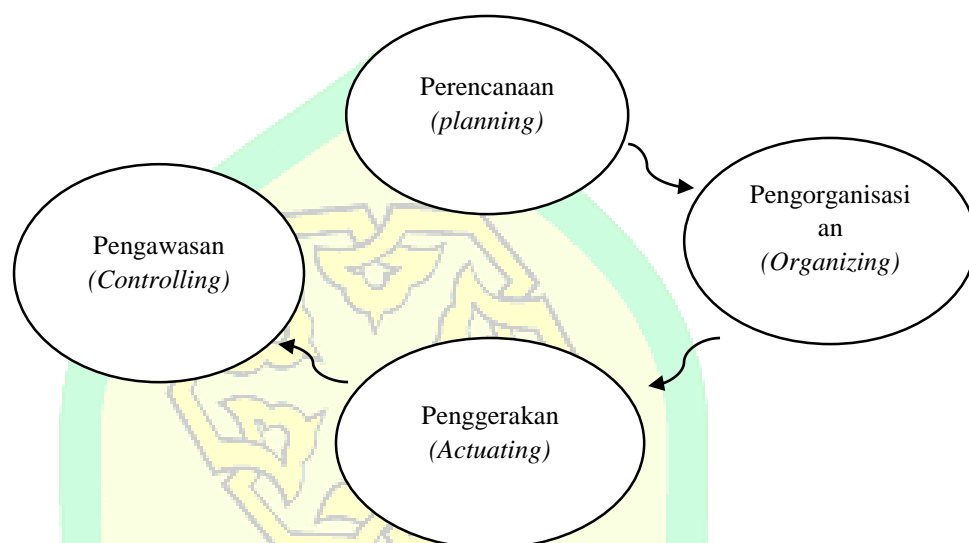 Perencanaan
(planning)
Pengorganisasi
an
(Organizing)
Pengawasan
(Controlling)
Penggerakan
(Actuating)